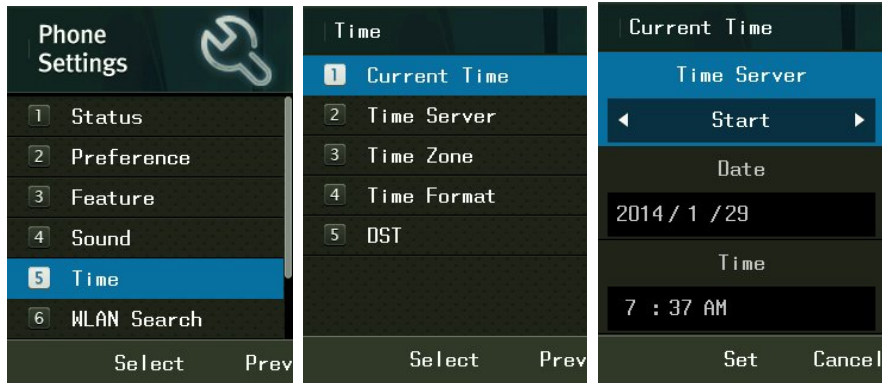 Phone
Settings
1 Status
2 Preference
3 Feature
4 Sound
5 Time
6 WLAN Search
Select Prev
Time
1 Current Time
2 Time Server
3 Time Zone
4 Time Format
5 DST
Select Prev
Current Time
Time Server
Start
Date
2014/ 1 /29
Time
7 : 37 AM
Set Cancel